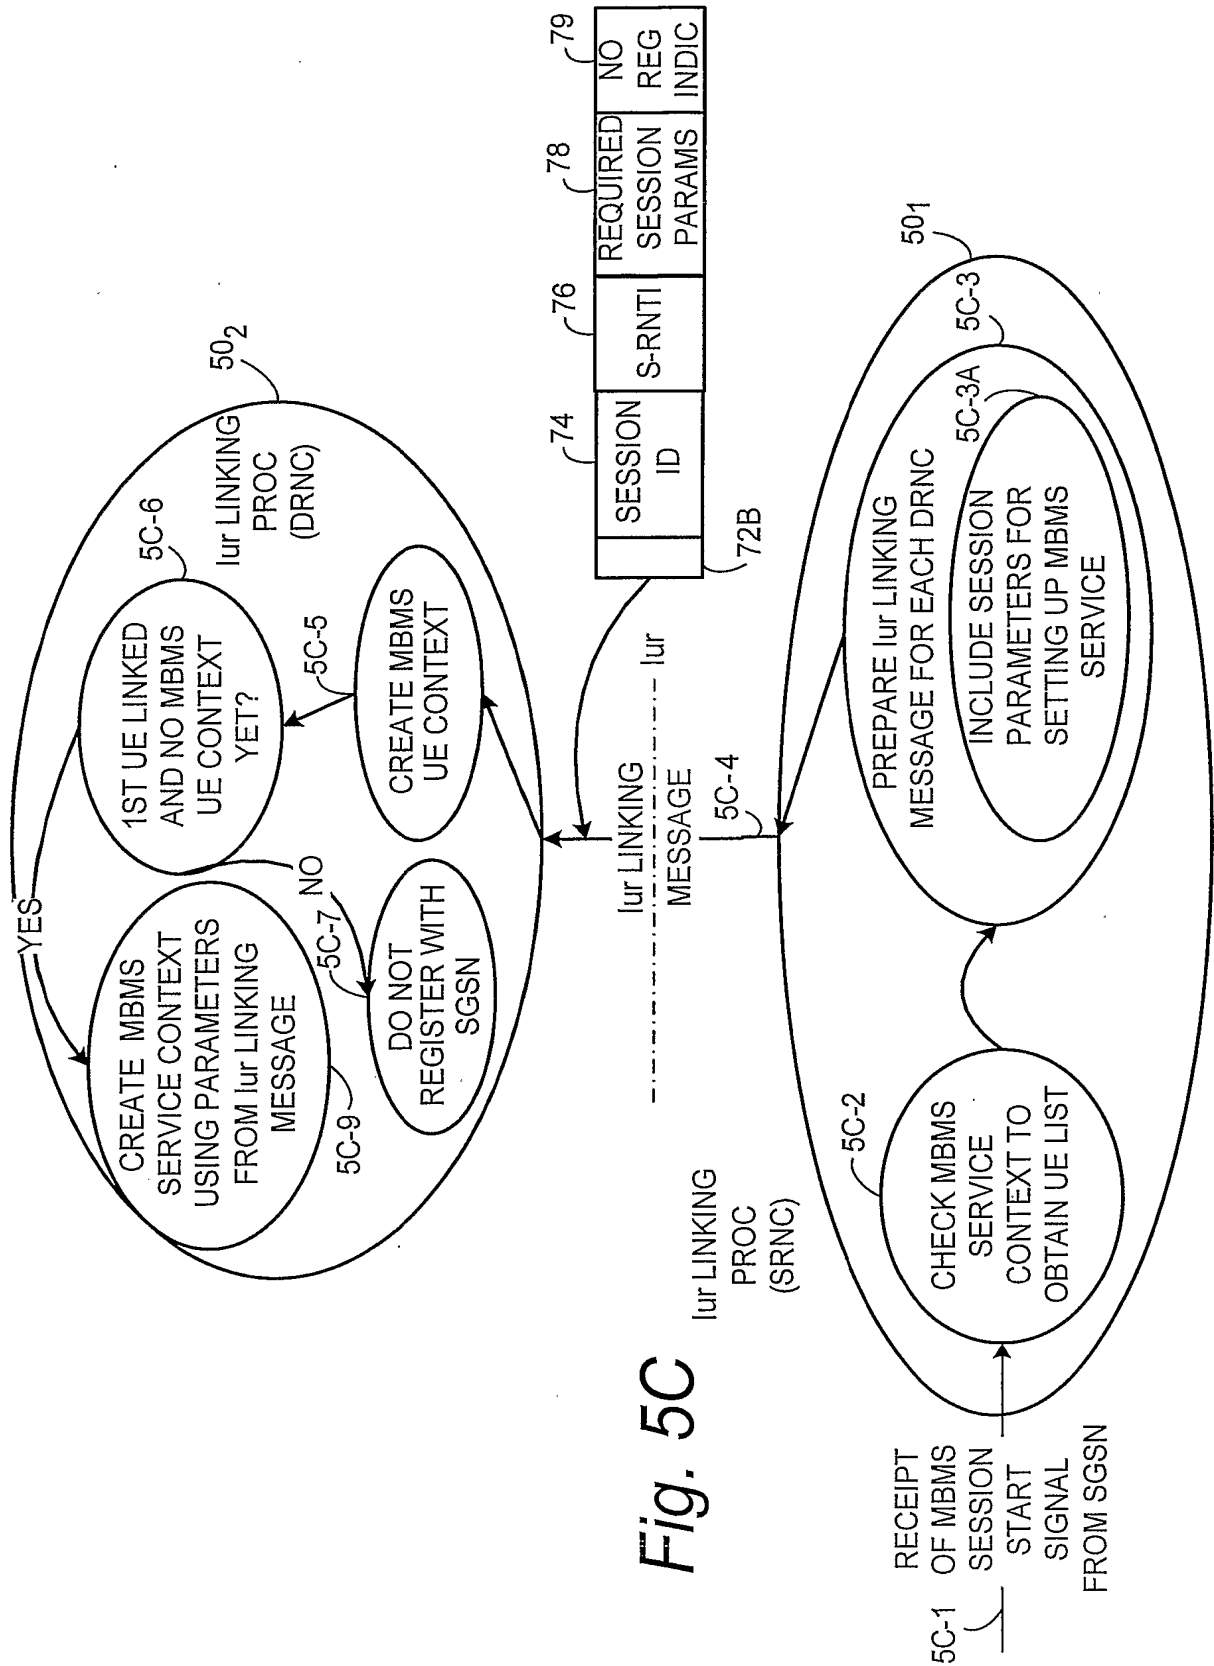 YES
1ST UE LINKED
AND NO MBMS
UE CONTEXT
YET?
5C-6
Iur LINKING
PROC
(DRNC)
50₂
CREATE MBMS
SERVICE CONTEXT
USING PARAMETERS
FROM Iur LINKING
MESSAGE
5C-9
NO
5C-7
DO NOT
REGISTER WITH
SGSN
5C-5
CREATE MBMS
UE CONTEXT
72B
SESSION
ID
74
S-RNTI
76
REQUIRED
SESSION
PARAMS
78
NO
REG
INDIC
79
Iur LINKING
MESSAGE
Iur
5C-4
Fig. 5C
Iur LINKING
PROC
(SRNC)
5C-1
RECEIPT
OF MBMS
SESSION
START
SIGNAL
FROM SGSN
5C-2
CHECK MBMS
SERVICE
CONTEXT TO
OBTAIN UE LIST
PREPARE Iur LINKING
MESSAGE FOR EACH DRNC
5C-3A
INCLUDE SESSION
PARAMETERS FOR
SETTING UP MBMS
SERVICE
5C-3
50₁